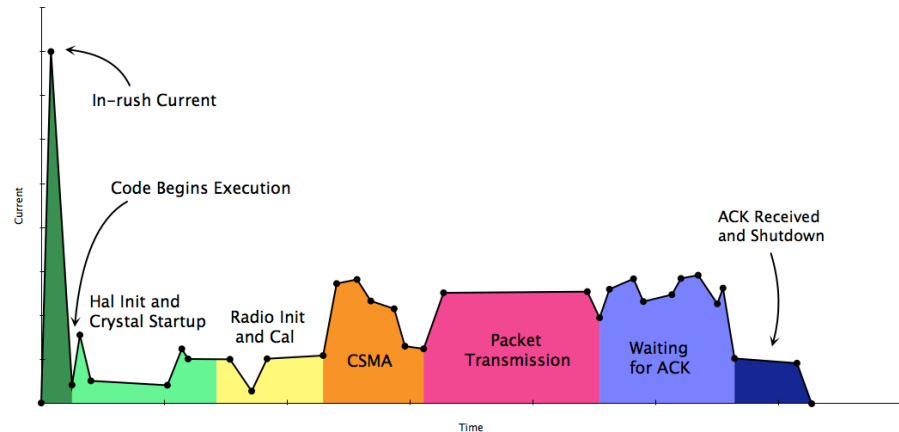 In-rush Current
Code Begins Execution
Hal Init and
Crystal Startup
Radio Init
and Cal
CSMA
Packet
Transmission
Waiting
for ACK
ACK Received
and Shutdown
Current
Time